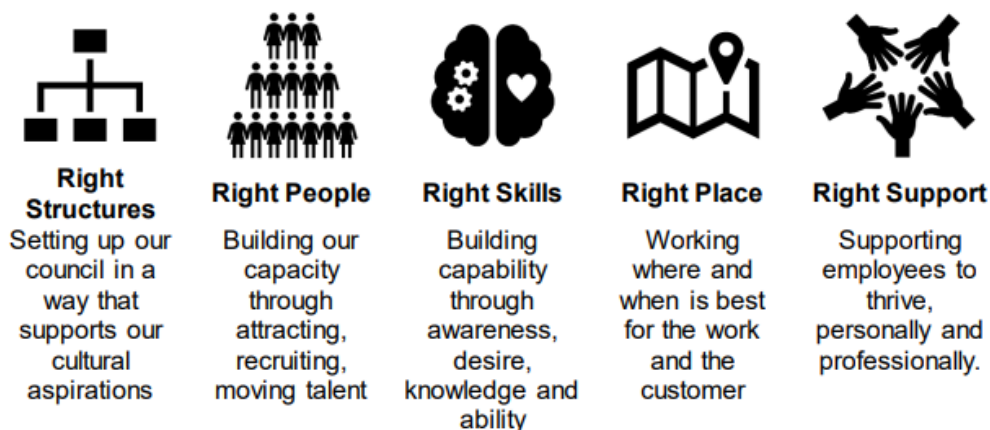 Right
Structures
Setting up our
council in a
way that
supports our
cultural
aspirations
Right People
Building our
capacity
through
attracting,
recruiting,
moving talent
Right Skills
Building
capability
through
awareness,
desire,
knowledge and
ability
Right Place
Working
where and
when is best
for the work
and the
customer
Right Support
Supporting
employees to
thrive,
personally and
professionally.